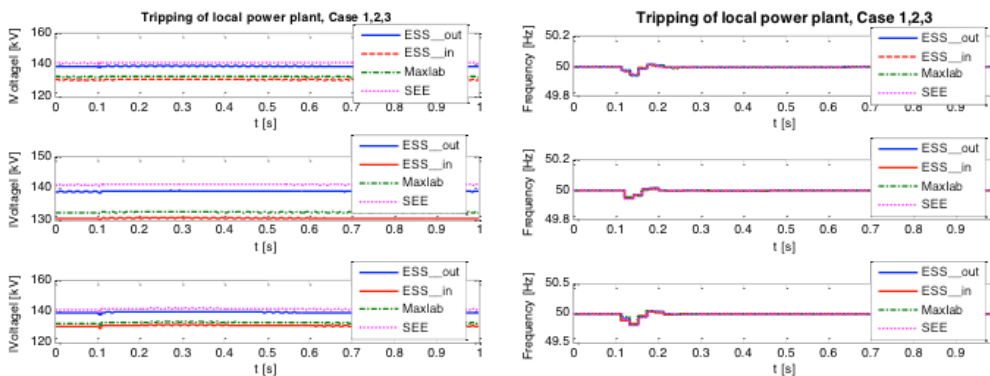 Tripping of local power plant, Case 1,2,3
160
140
120
|Voltage| [kV]
0 0.1 0.2 0.3 0.4 0.5 0.6 0.7 0.8 0.9 1
t [s]
ESS__out
ESS__in
Maxlab
SEE
150
140
130
|Voltage| [kV]
0 0.1 0.2 0.3 0.4 0.5 0.6 0.7 0.8 0.9 1
t [s]
ESS__out
ESS__in
Maxlab
SEE
160
140
120
|Voltage| [kV]
0 0.1 0.2 0.3 0.4 0.5 0.6 0.7 0.8 0.9 1
t [s]
ESS__out
ESS__in
Maxlab
SEE
Tripping of local power plant, Case 1,2,3
50.2
50
49.8
Frequency [Hz]
0 0.1 0.2 0.3 0.4 0.5 0.6 0.7 0.8 0.9
t [s]
ESS__out
ESS__in
Maxlab
SEE
50.2
50
49.8
Frequency [Hz]
0 0.1 0.2 0.3 0.4 0.5 0.6 0.7 0.8 0.9
t [s]
ESS__out
ESS__in
Maxlab
SEE
50.5
50
49.5
Frequency [Hz]
0 0.1 0.2 0.3 0.4 0.5 0.6 0.7 0.8 0.9
t [s]
ESS__out
ESS__in
Maxlab
SEE